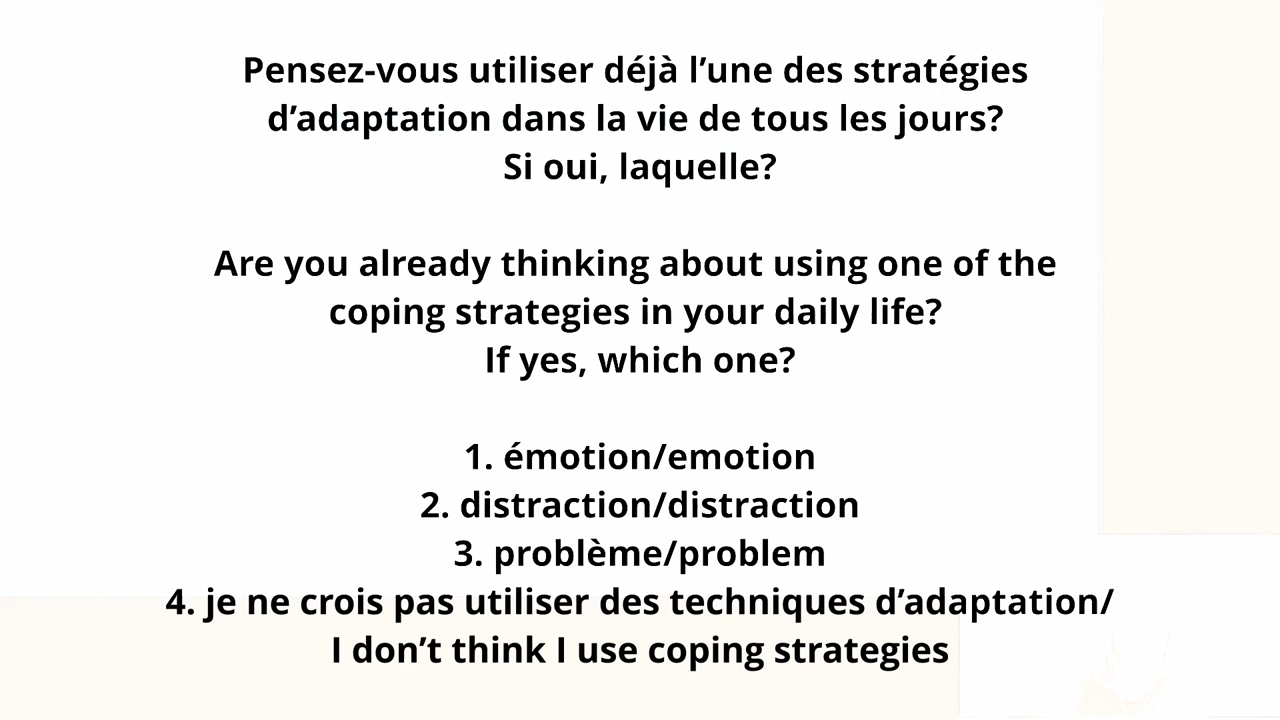 Pensez-vous utiliser déjà l’une des stratégies
d’adaptation dans la vie de tous les jours?
Si oui, laquelle?
Are you already thinking about using one of the
coping strategies in your daily life?
If yes, which one?
1. émotion/emotion
2. distraction/distraction
3. problème/problem
4. je ne crois pas utiliser des techniques d’adaptation/
I don’t think I use coping strategies